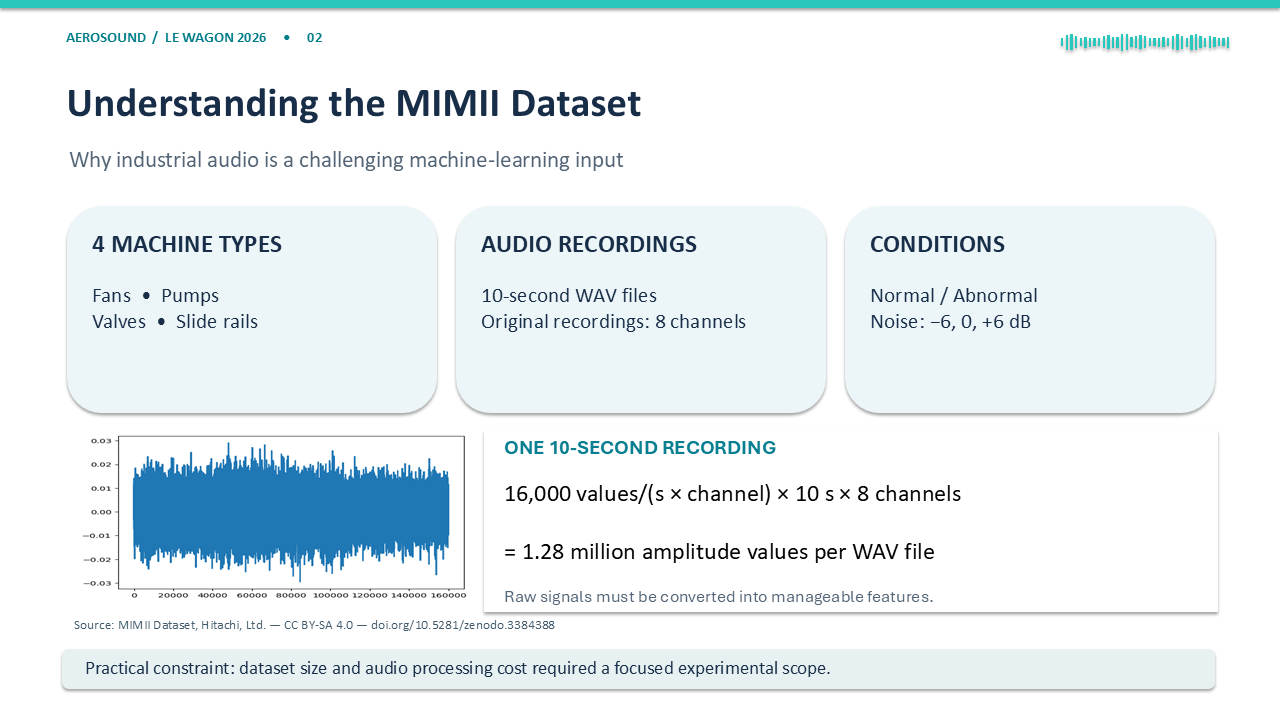 AEROSOUND / LE WAGON 2026 • 02
Understanding the MIMII Dataset
Why industrial audio is a challenging machine-learning input
4 MACHINE TYPES
Fans • Pumps
Valves • Slide rails
AUDIO RECORDINGS
10-second WAV files
Original recordings: 8 channels
CONDITIONS
Normal / Abnormal
Noise: −6, 0, +6 dB
0.03
0.02
0.01
0.00
−0.01
−0.02
−0.03
0 20000 40000 60000 80000 100000 120000 140000 160000
ONE 10-SECOND RECORDING
16,000 values/(s × channel) × 10 s × 8 channels
= 1.28 million amplitude values per WAV file
Raw signals must be converted into manageable features.
Source: MIMII Dataset, Hitachi, Ltd. — CC BY-SA 4.0 — doi.org/10.5281/zenodo.3384388
Practical constraint: dataset size and audio processing cost required a focused experimental scope.